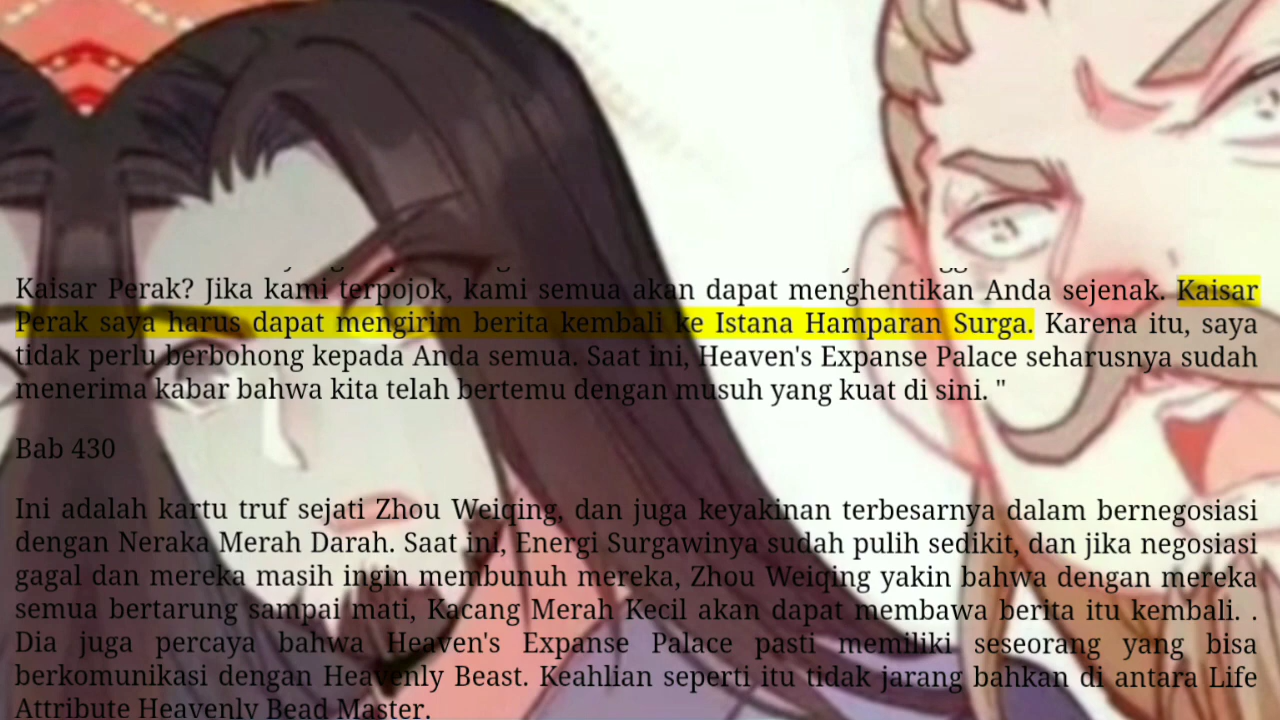 Kaisar Perak? Jika kami terpojok, kami semua akan dapat menghentikan Anda sejenak. Kaisar
Perak saya harus dapat mengirim berita kembali ke Istana Hamparan Surga. Karena itu, saya
tidak perlu berbohong kepada Anda semua. Saat ini, Heaven's Expanse Palace seharusnya sudah
menerima kabar bahwa kita telah bertemu dengan musuh yang kuat di sini. "
Bab 430
Ini adalah kartu truf sejati Zhou Weiqing, dan juga keyakinan terbesarnya dalam bernegosiasi
dengan Neraka Merah Darah. Saat ini, Energi Surgawinya sudah pulih sedikit, dan jika negosiasi
gagal dan mereka masih ingin membunuh mereka, Zhou Weiqing yakin bahwa dengan mereka
semua bertarung sampai mati, Kacang Merah Kecil akan dapat membawa berita itu kembali. .
Dia juga percaya bahwa Heaven's Expanse Palace pasti memiliki seseorang yang bisa
berkomunikasi dengan Heavenly Beast. Keahlian seperti itu tidak jarang bahkan di antara Life
Attribute Heavenly Bead Master.